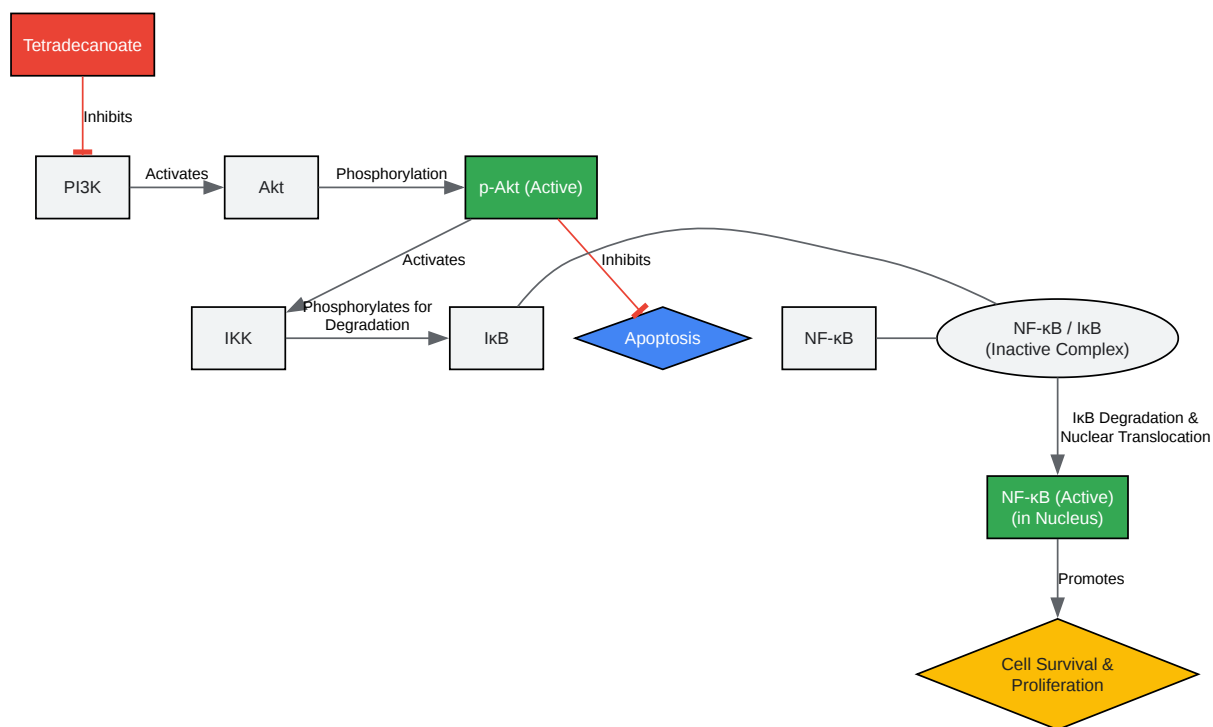 Tetradecanoate
Inhibits
PI3K
Activates
Akt
Phosphorylation
p-Akt (Active)
Activates
Inhibits
IKK
Phosphorylates for
Degradation
IκB
Apoptosis
NF-κB
NF-κB / IκB
(Inactive Complex)
IκB Degradation &
Nuclear Translocation
NF-κB (Active)
(in Nucleus)
Promotes
Cell Survival &
Proliferation